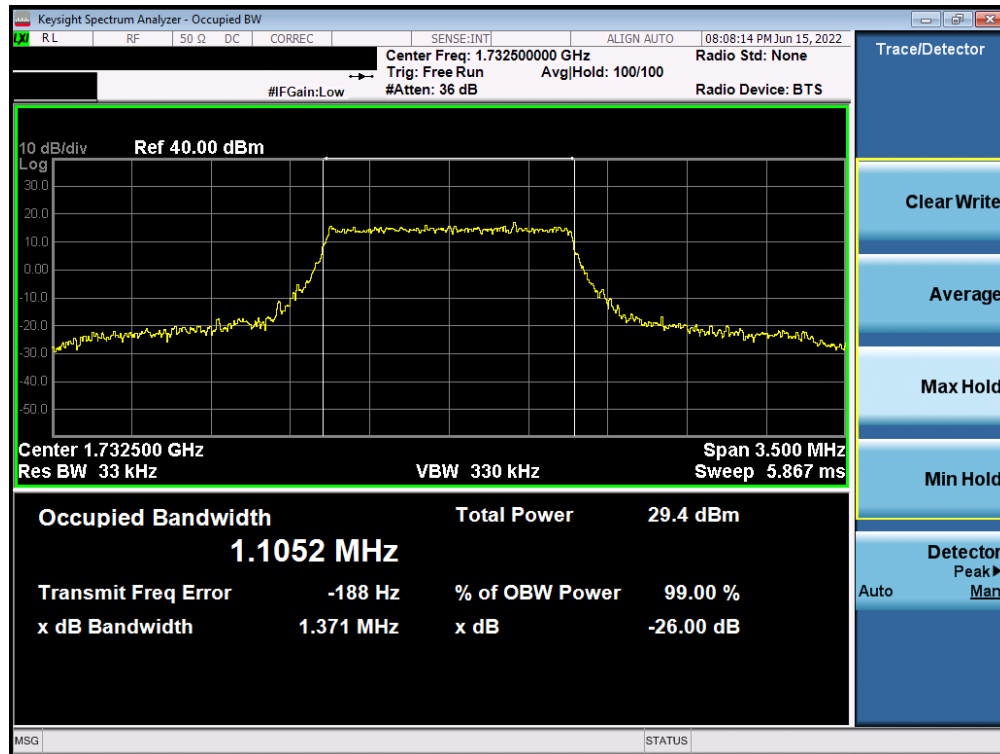 Keysight Spectrum Analyzer - Occupied BW
LXI RL RF 50 Ω DC CORREC SENSE:INT ALIGN AUTO 08:08:14 PM Jun 15, 2022
Center Freq: 1.732500000 GHz Radio Std: None
Trig: Free Run Avg|Hold: 100/100
#IFGain:Low #Atten: 36 dB Radio Device: BTS
10 dB/div Ref 40.00 dBm
Log
30.0
20.0
10.0
0.00
-10.0
-20.0
-30.0
-40.0
-50.0
Center 1.732500 GHz Span 3.500 MHz
Res BW 33 kHz VBW 330 kHz Sweep 5.867 ms
Occupied Bandwidth Total Power 29.4 dBm
1.1052 MHz
Transmit Freq Error -188 Hz % of OBW Power 99.00 %
x dB Bandwidth 1.371 MHz x dB -26.00 dB
MSG STATUS
Trace/Detector
Clear Write
Average
Max Hold
Min Hold
Detector
Peak▶
Auto Man